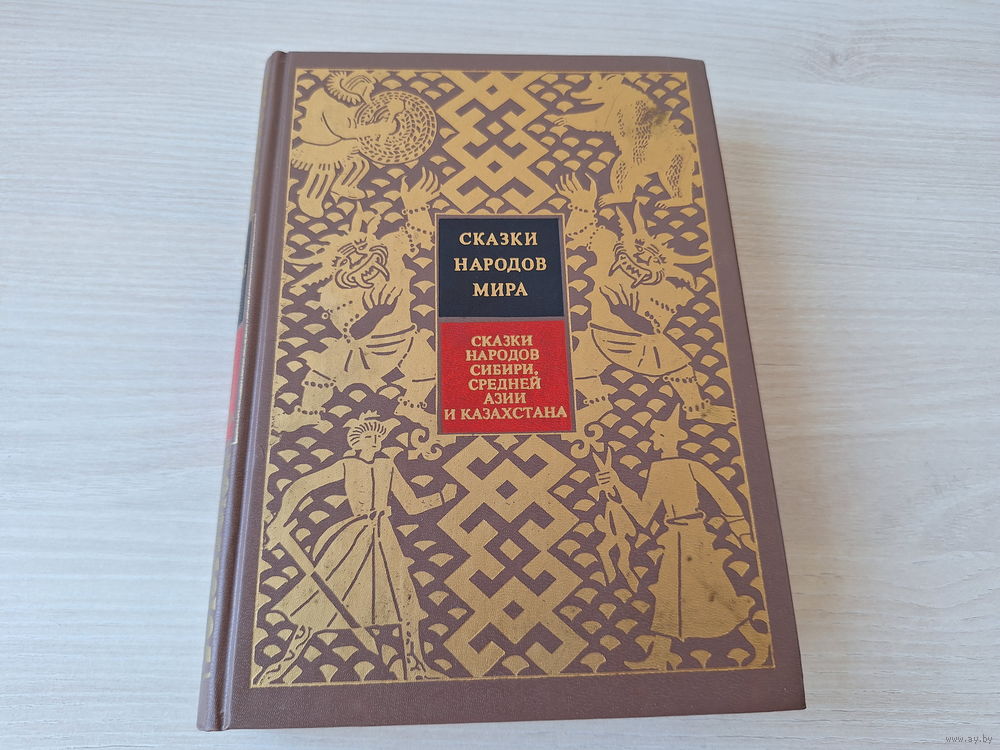 СКАЗКИ
НАРОДОВ
МИРА
СКАЗКИ
НАРОДОВ
СИБИРИ,
СРЕДНЕЙ
АЗИИ
И КАЗАХСТАНА
www.ay.by